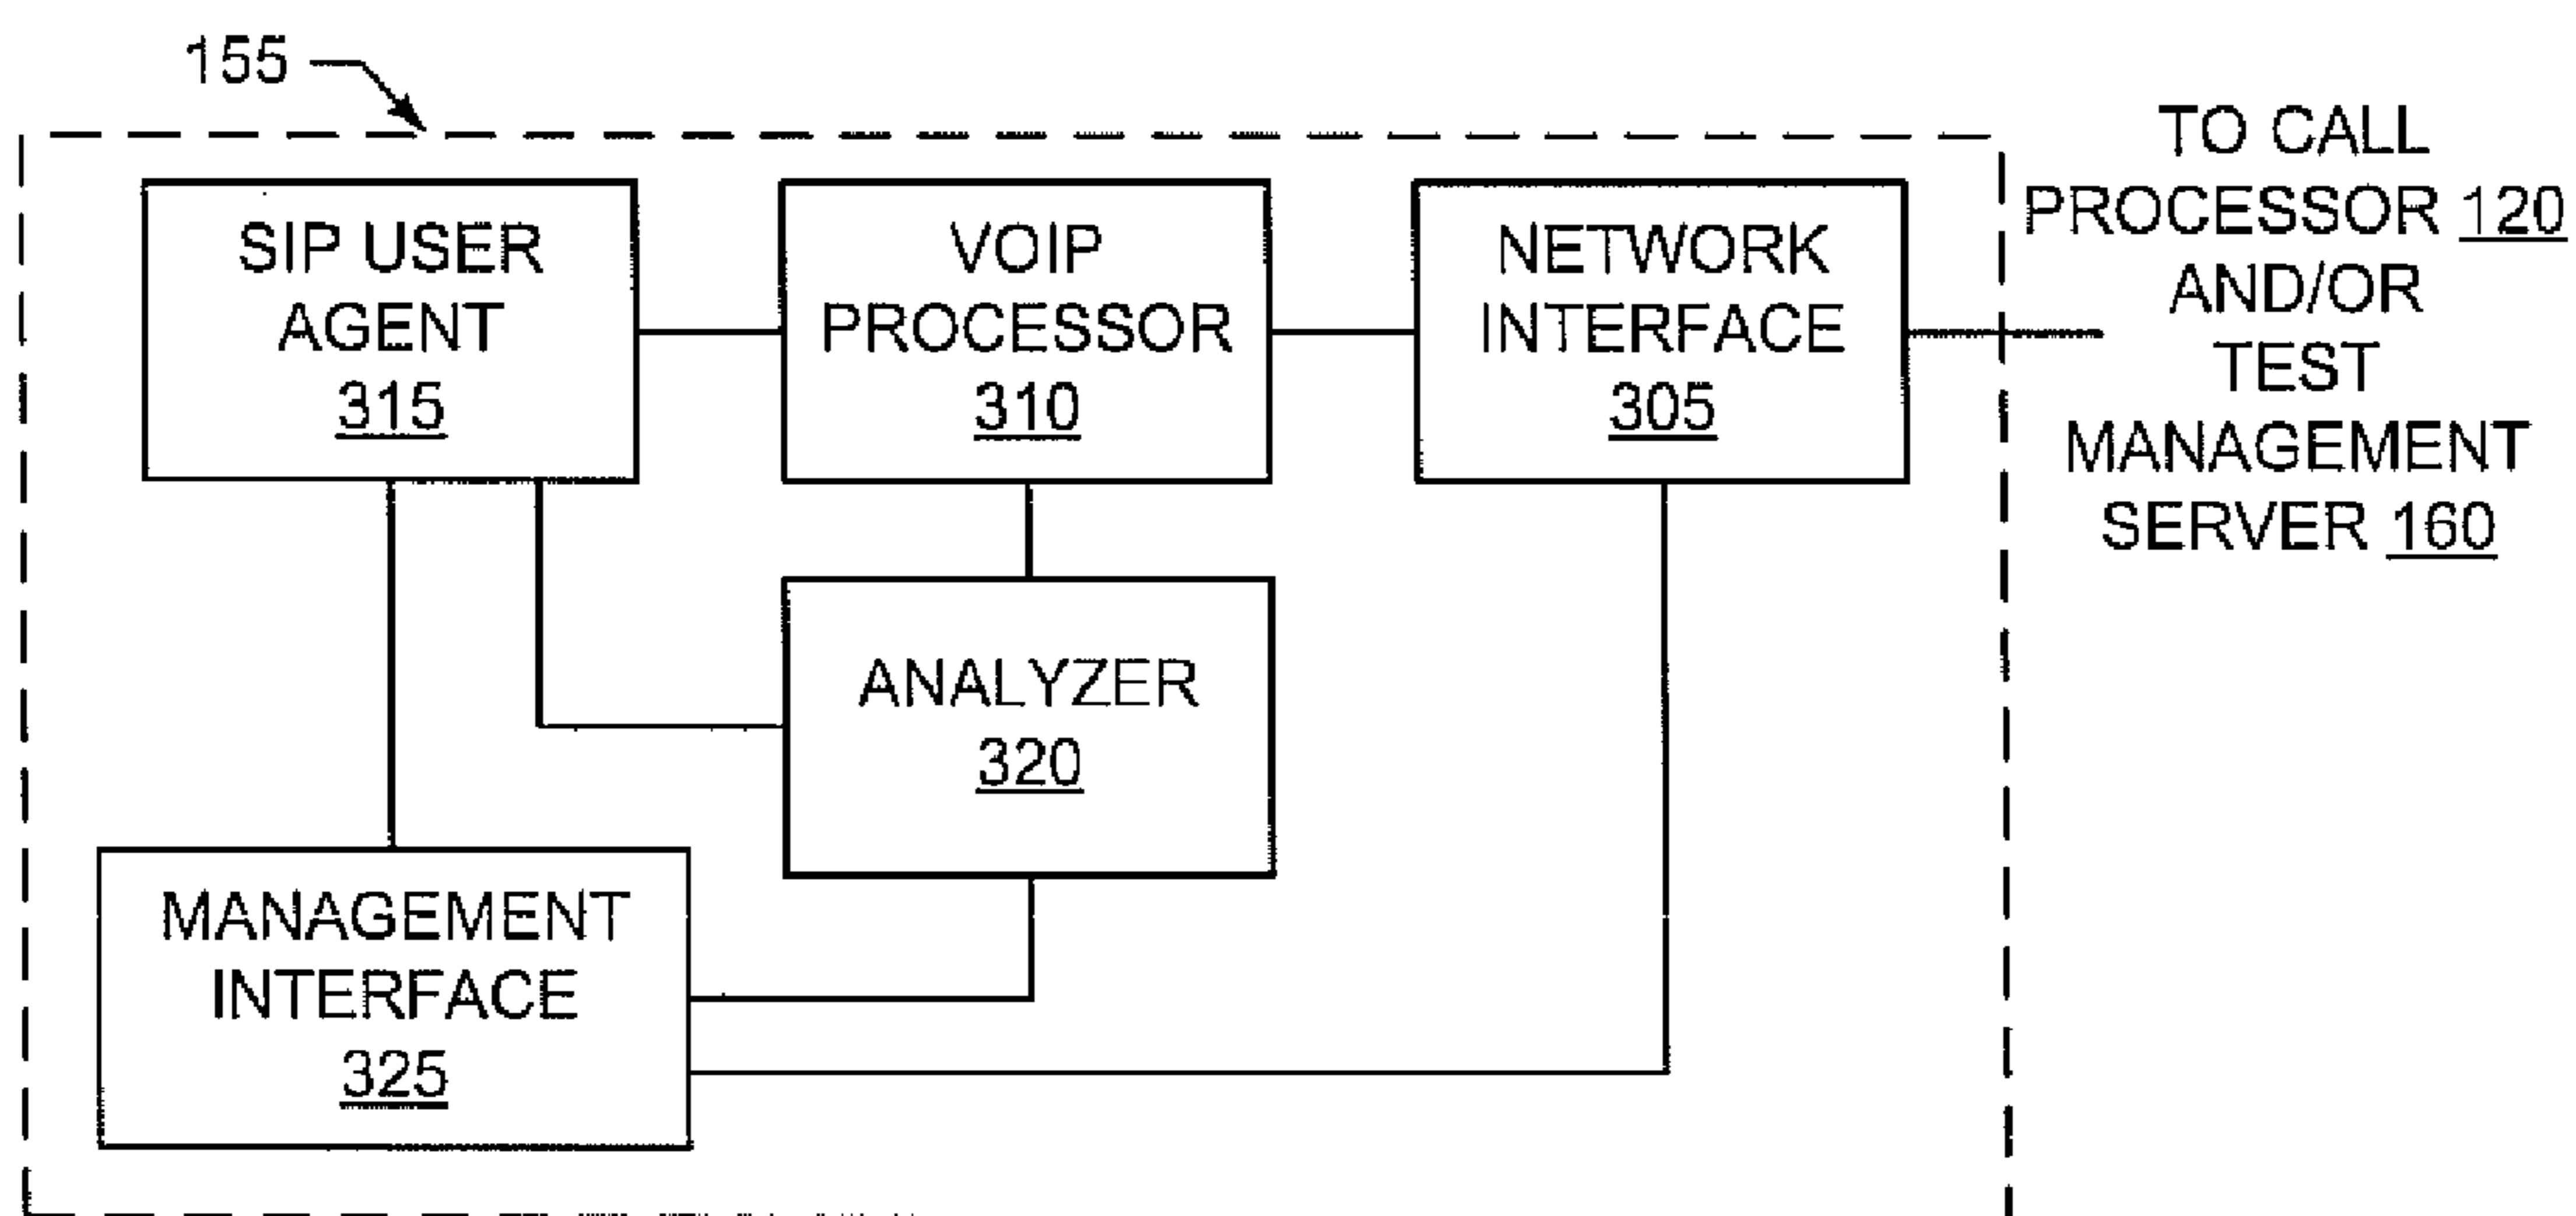 155
SIP USER
AGENT
315
VOIP
PROCESSOR
310
NETWORK
INTERFACE
305
TO CALL
PROCESSOR 120
AND/OR
TEST
MANAGEMENT
SERVER 160
ANALYZER
320
MANAGEMENT
INTERFACE
325